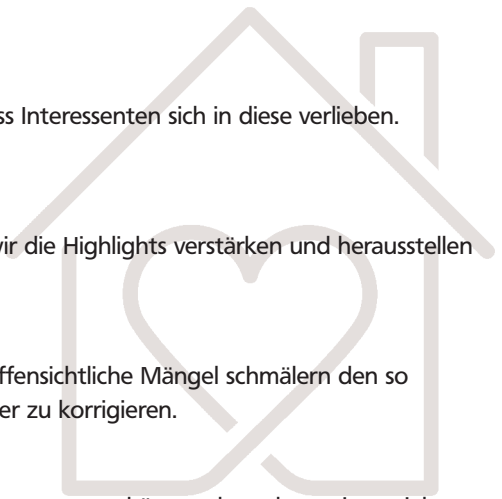 ss Interessenten sich in diese verlieben.
wir die Highlights verstärken und herausstellen
ffensichtliche Mängel schmälern den so
er zu korrigieren.